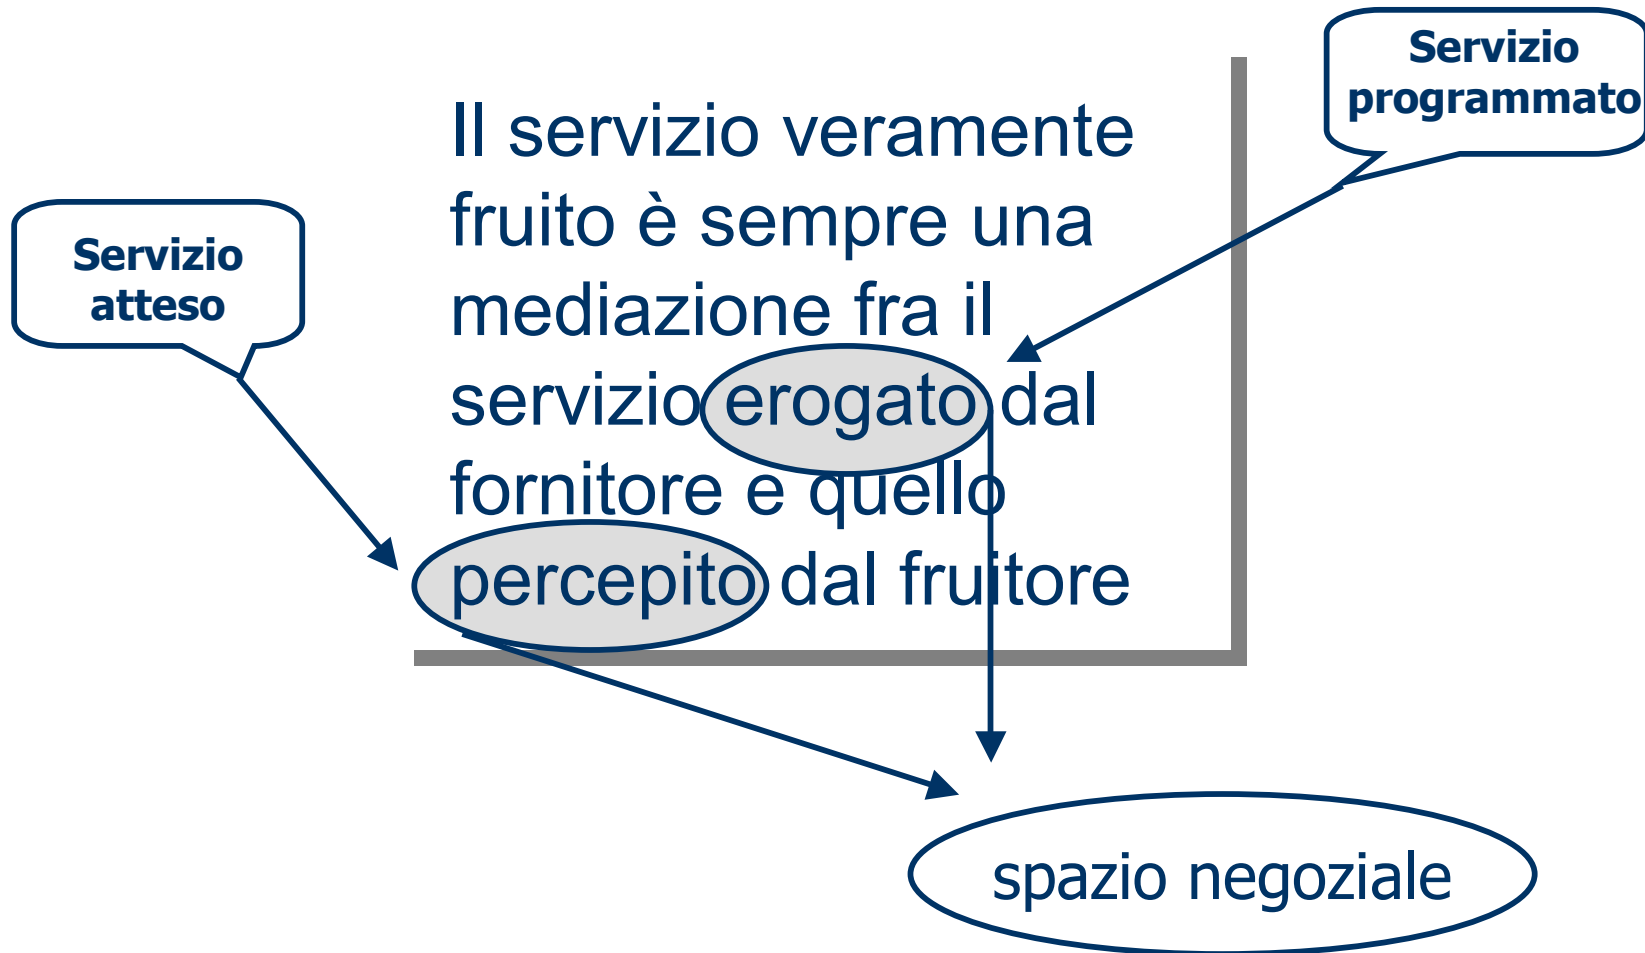 Servizio
programmato
Il servizio veramente
fruito è sempre una
mediazione fra il
servizio erogato dal
fornitore e quello
percepito dal fruitore
Servizio
atteso
spazio negoziale